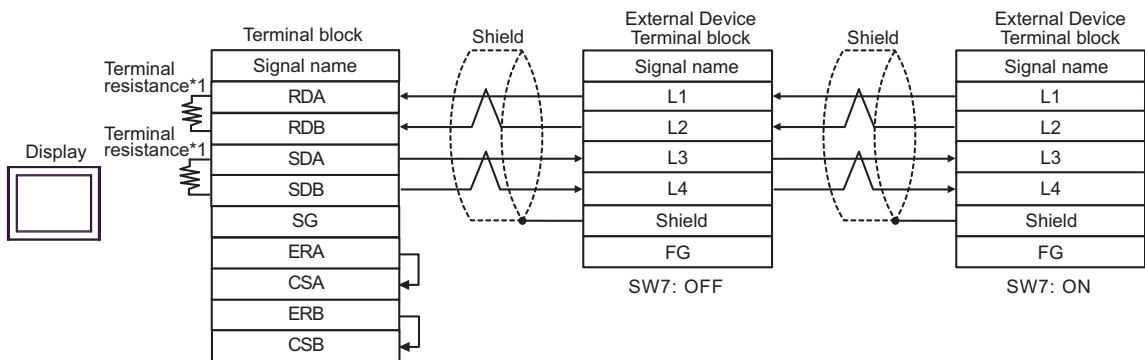 Display
Terminal
resistance*1
Terminal
resistance*1
Terminal block
Signal name
RDA
RDB
SDA
SDB
SG
ERA
CSA
ERB
CSB
Shield
External Device
Terminal block
Signal name
L1
L2
L3
L4
Shield
FG
SW7: OFF
Shield
External Device
Terminal block
Signal name
L1
L2
L3
L4
Shield
FG
SW7: ON